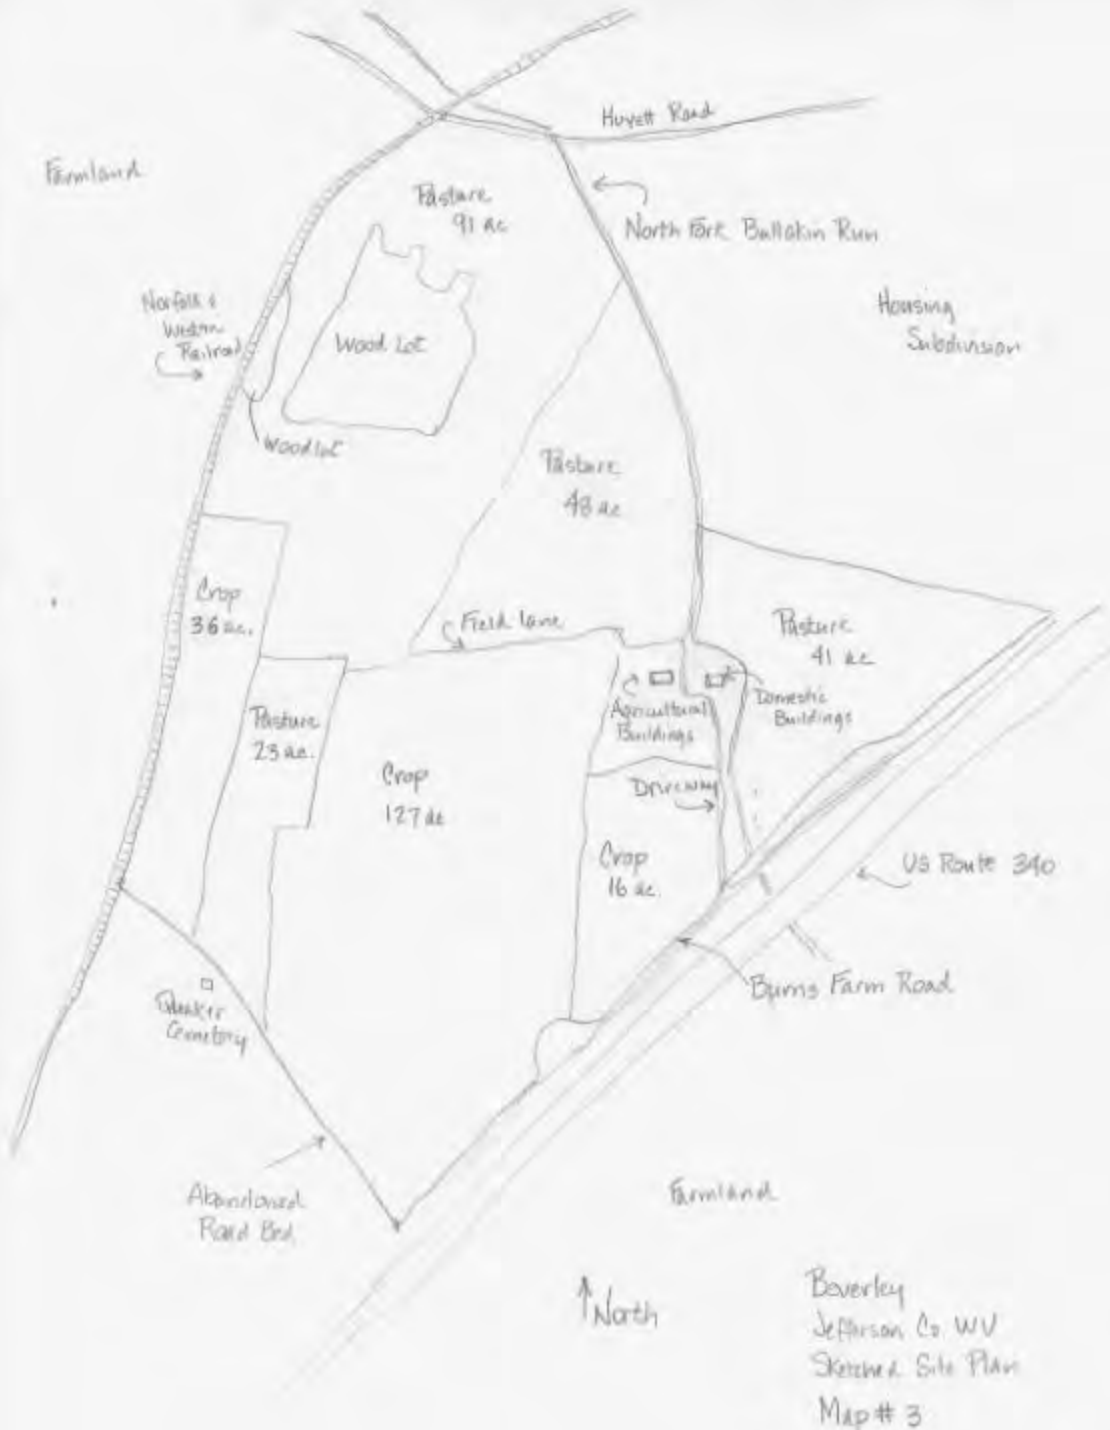 Huyett Road
Farmland
Pasture
91 ac
North Fork Bullskin Run
Norfolk &
Western
Railroad
Housing
Subdivision
Wood Lot
Woodlot
Pasture
48 ac
Crop
36 ac.
Field lane
Pasture
41 ac
Agricultural
Buildings
Domestic
Buildings
Pasture
23 ac.
Crop
127 ac
Driveway
Crop
16 ac.
US Route 340
Burns Farm Road
Quaker
Cemetery
Abandoned
Road Bed
Farmland
North
Beverley
Jefferson Co WV
Sketched Site Plan
Map # 3